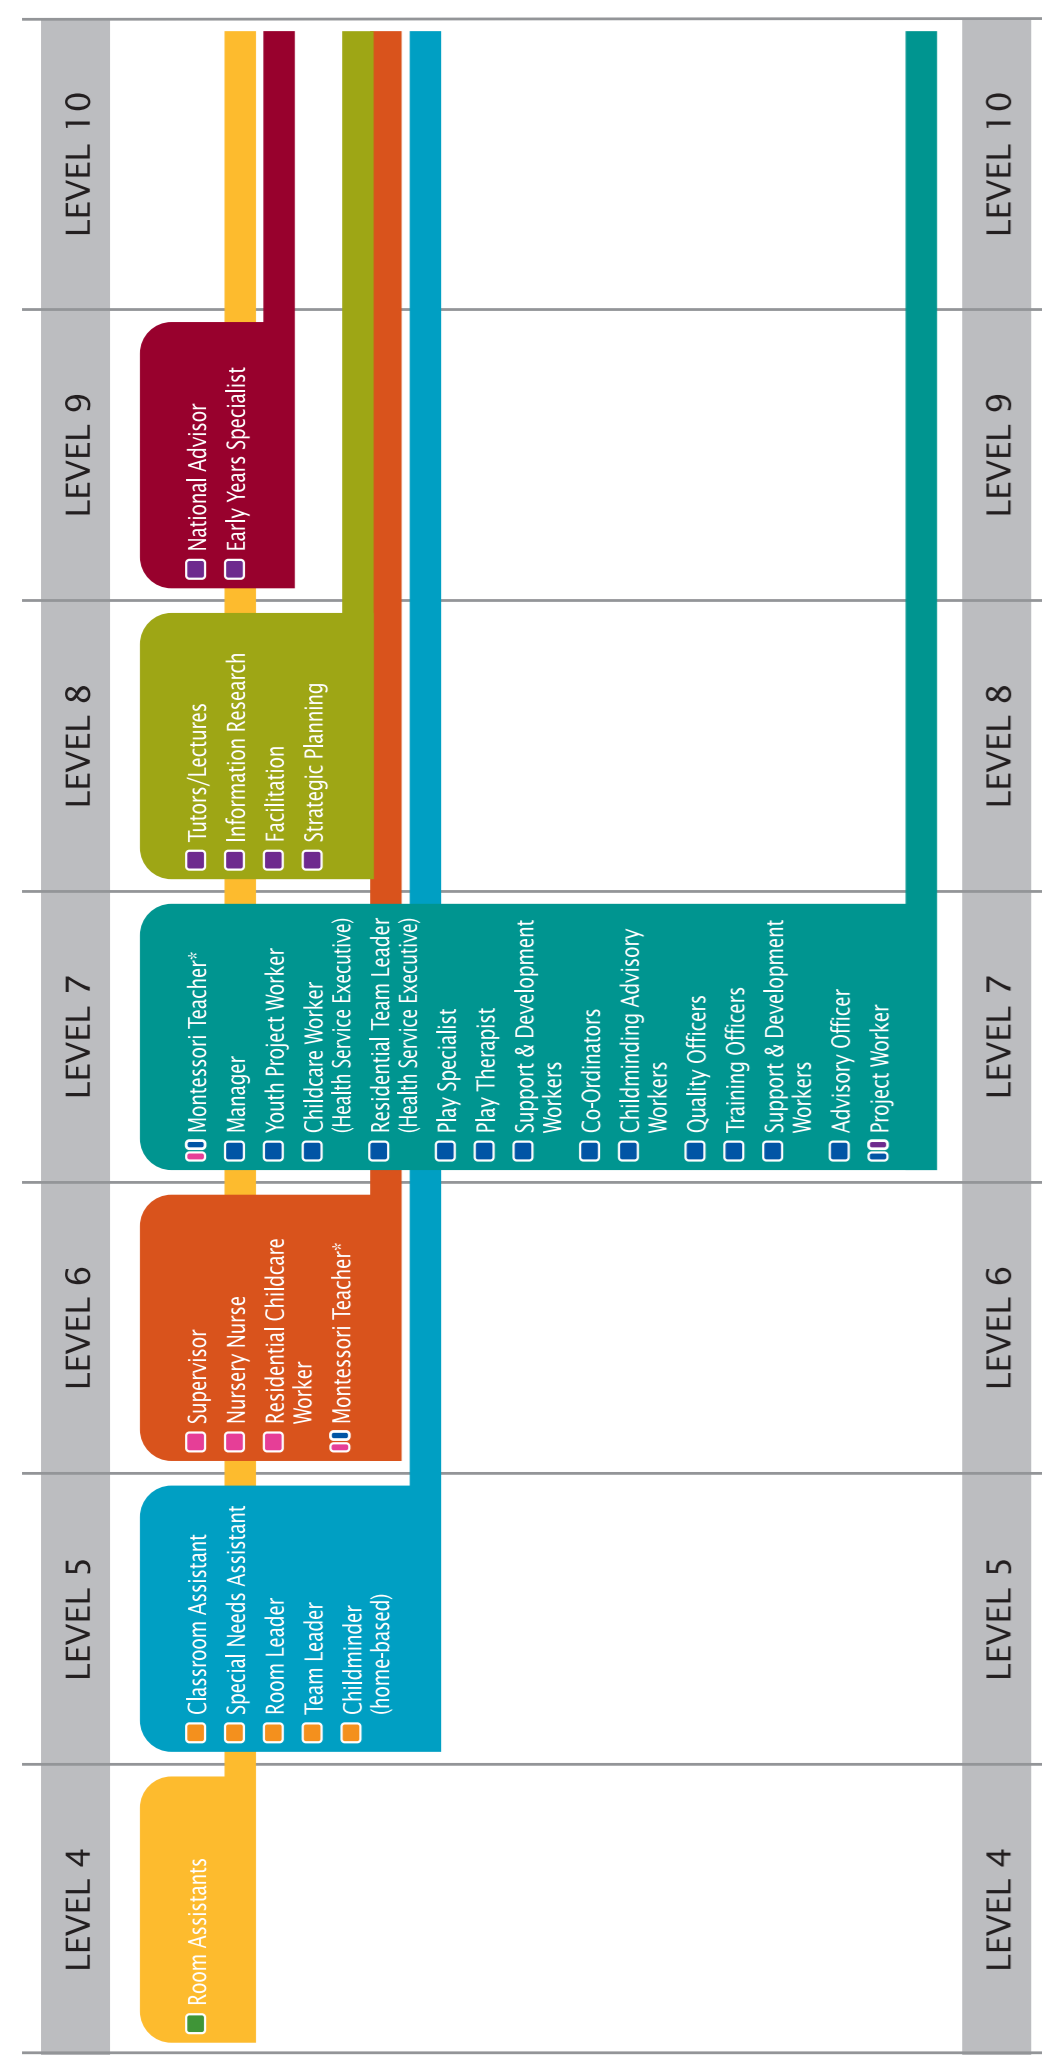 LEVEL 4
LEVEL 5
LEVEL 6
LEVEL 7
LEVEL 8
LEVEL 9
LEVEL 10
Room Assistants
Classroom Assistant
Special Needs Assistant
Room Leader
Team Leader
Childminder
(home-based)
Supervisor
Nursery Nurse
Residential Childcare
Worker
Montessori Teacher*
Montessori Teacher*
Manager
Youth Project Worker
Childcare Worker
(Health Service Executive)
Residential Team Leader
(Health Service Executive)
Play Specialist
Play Therapist
Support & Development
Workers
Co-Ordinators
Childminding Advisory
Workers
Quality Officers
Training Officers
Support & Development
Workers
Advisory Officer
Project Worker
Tutors/Lectures
Information Research
Facilitation
Strategic Planning
National Advisor
Early Years Specialist
LEVEL 4
LEVEL 5
LEVEL 6
LEVEL 7
LEVEL 8
LEVEL 9
LEVEL 10